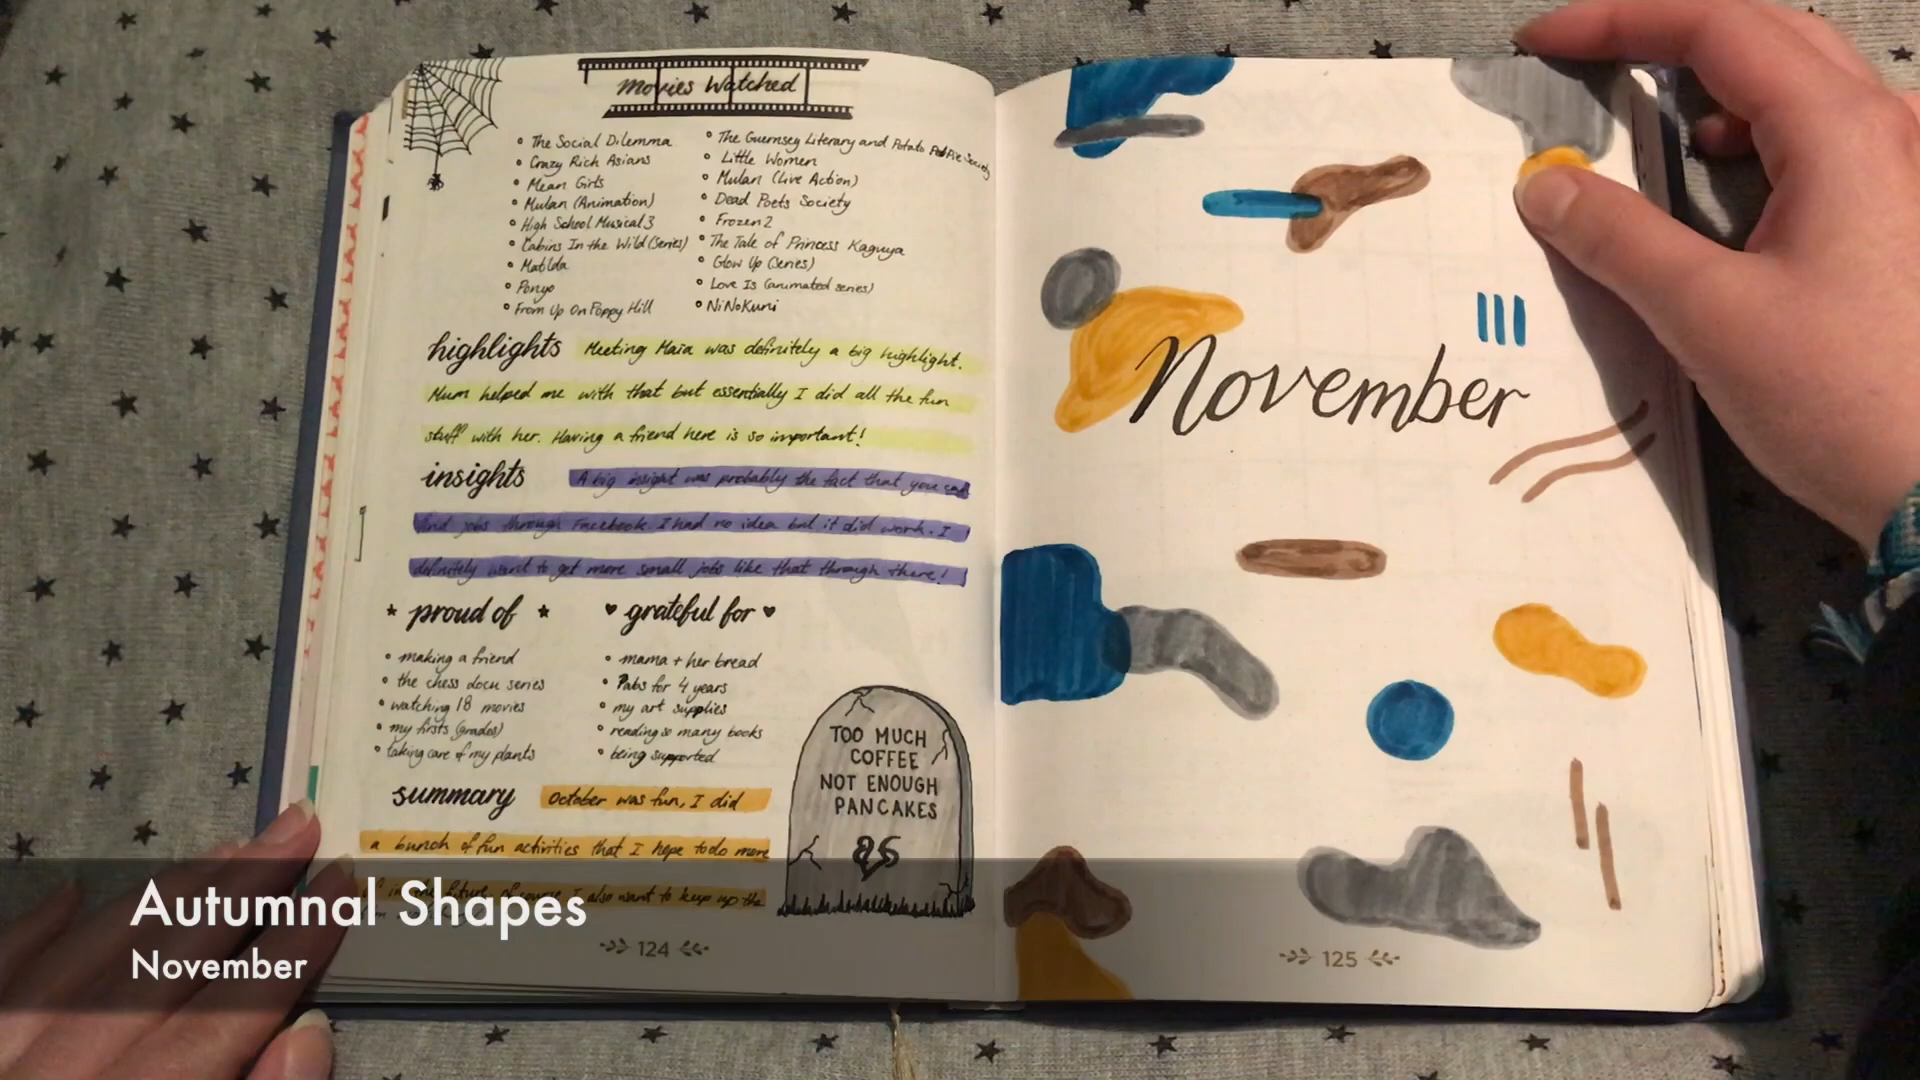 Movies Watched
The Social Dilemma
Crazy Rich Asians
Mean Girls
Mulan (Animation)
High School Musical 3
Cabins In the Wild (series)
Matilda
Ponyo
From Up On Poppy Hill
The Guernsey Literary and Potato Pie Society
Little Women
Mulan (Live Action)
Dead Poets Society
Frozen 2
The Tale of Princess Kaguya
Glow Up (Series)
Love Is (animated series)
NiNoKuni
highlights Meeting Maia was definitely a big highlight.
Mum helped me with that but essentially I did all the fun
stuff with her. Having a friend here is so important!
insights A big insight was probably the fact that you can
find jobs through Facebook. I had no idea but it did work. I
definitely want to get more small jobs like that through there!
proud of
making a friend
the chess docu series
watching 18 movies
my firsts (grades)
taking care of my plants
grateful for
mama + her bread
Pabs for 4 years
my art supplies
reading so many books
being supported
summary October was fun, I did
a bunch of fun activities that I hope to do more
future, of course I also want to keep up the
TOO MUCH
COFFEE
NOT ENOUGH
PANCAKES
124
November
125
Autumnal Shapes
November